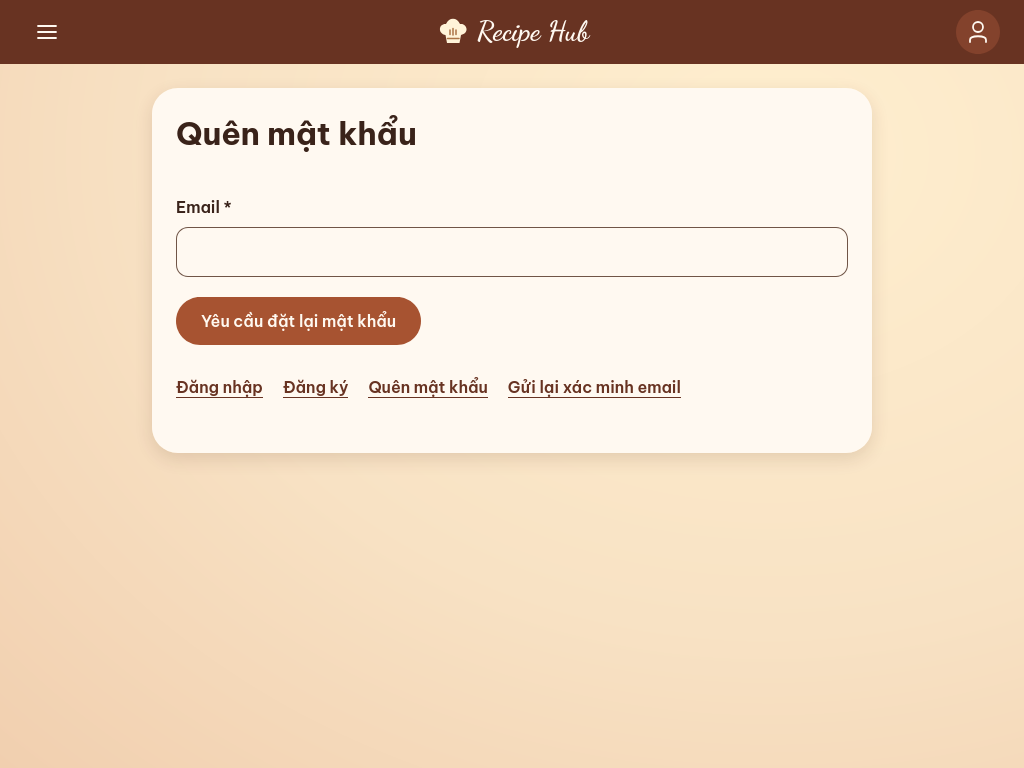 Recipe Hub
Quên mật khẩu
Email *
Yêu cầu đặt lại mật khẩu
Đăng nhập Đăng ký Quên mật khẩu Gửi lại xác minh email